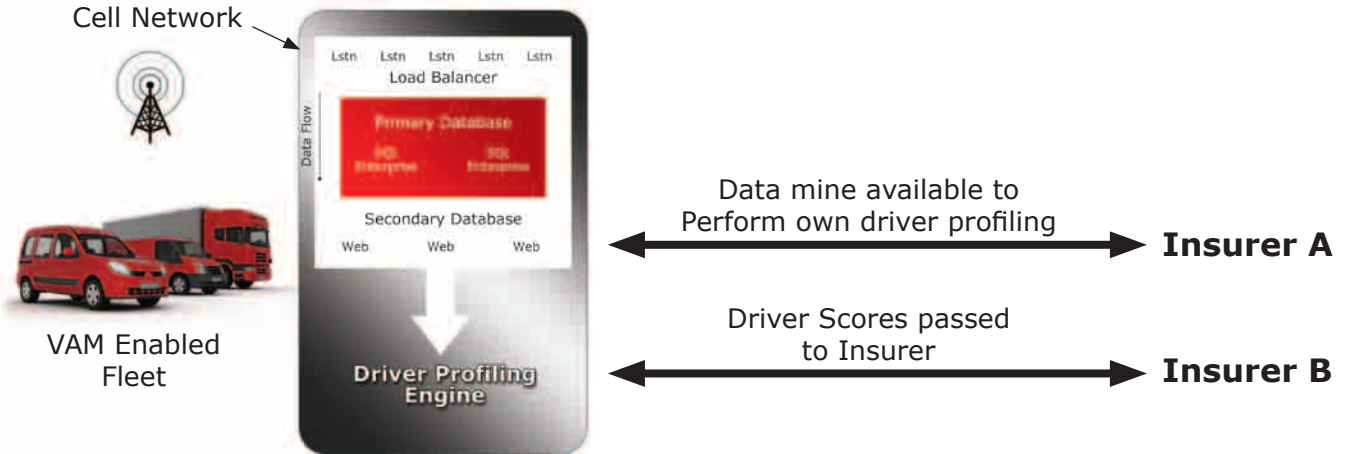 Cell Network
Lstn Lstn Lstn Lstn Lstn
Load Balancer
Data Flow
Primary Database
SQL SQL
Enterprise Enterprise
Secondary Database
Web Web Web
Driver Profiling
Engine
VAM Enabled
Fleet
Data mine available to
Perform own driver profiling
Insurer A
Driver Scores passed
to Insurer
Insurer B